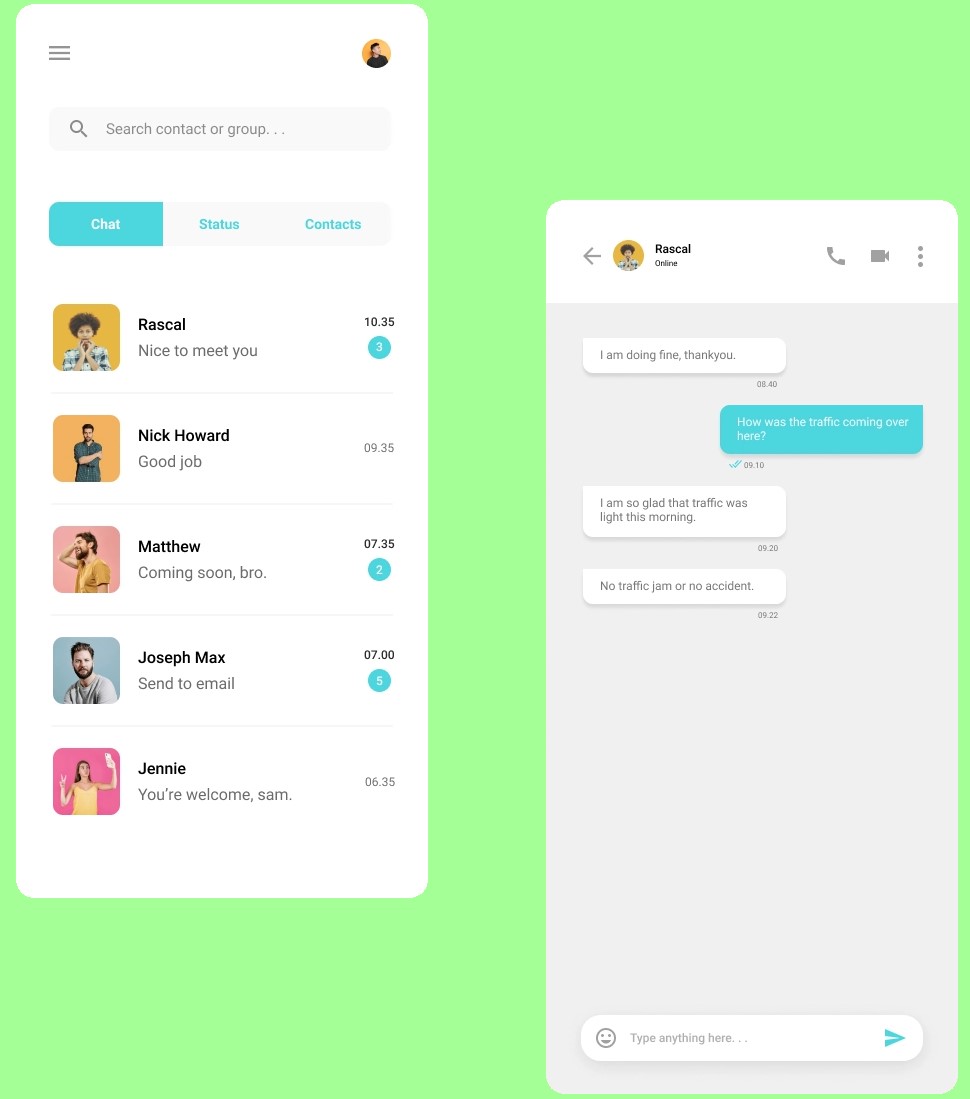 Search contact or group. . .
Chat
Status
Contacts
Rascal
10.35
Nice to meet you
3
Nick Howard
Good job
09.35
Matthew
07.35
Coming soon, bro.
2
Joseph Max
07.00
Send to email
5
Jennie
You’re welcome, sam.
06.35
Rascal
Online
I am doing fine, thankyou.
08.40
How was the traffic coming over
here?
09.10
I am so glad that traffic was
light this morning.
09.20
No traffic jam or no accident.
09.22
Type anything here. . .